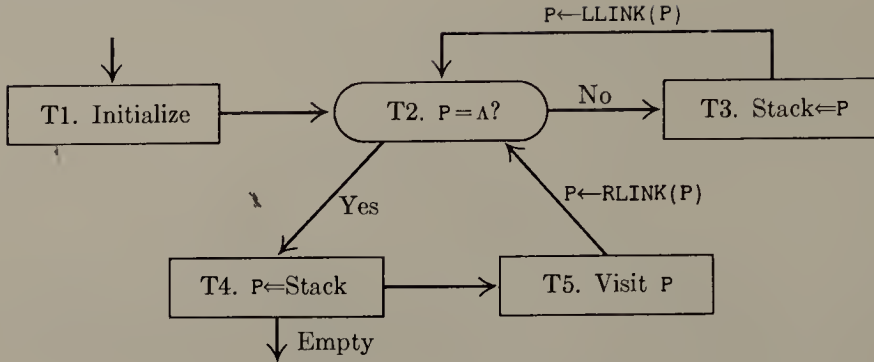 P←LLINK(P)
T1. Initialize
T2. P=Λ?
No
T3. Stack⇐P
Yes
P←RLINK(P)
T4. P⇐Stack
T5. Visit P
Empty